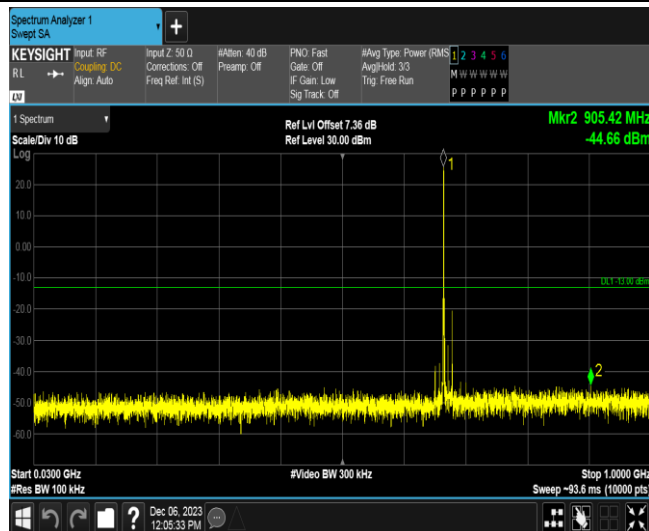 Spectrum Analyzer 1
Swept SA
+
KEYSIGHT
RL
LXI
Input: RF
Coupling: DC
Align: Auto
Input Z: 50 Ω
Corrections: Off
Freq Ref: Int (S)
#Atten: 40 dB
Preamp: Off
PNO: Fast
Gate: Off
IF Gain: Low
Sig Track: Off
#Avg Type: Power (RMS
Avg|Hold: 3/3
Trig: Free Run
1 2 3 4 5 6
M W W W W W
P P P P P P
1 Spectrum
Scale/Div 10 dB
Log
Ref Lvl Offset 7.36 dB
Ref Level 30.00 dBm
Mkr2 905.42 MHz
-44.66 dBm
1
20.0
10.0
0.00
-10.0
DL1 -13.00 dBm
-20.0
-30.0
-40.0
2
-50.0
-60.0
Start 0.0300 GHz
#Res BW 100 kHz
#Video BW 300 kHz
Stop 1.0000 GHz
Sweep ~93.6 ms (10000 pts)
?
Dec 06, 2023
12:05:33 PM